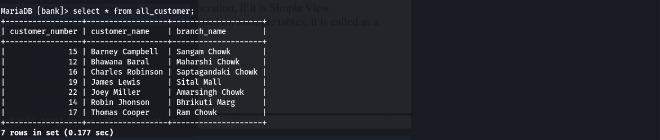 eration, if it is Simple View
MariaDB [bank]> select * from all_customer;
tables, it is called as a
+-----------------+------------------+--------------------+
| customer_number | customer_name    | branch_name        |
+-----------------+------------------+--------------------+
|              15 | Barney Campbell  | Sangam Chowk       |
|              12 | Bhawana Baral    | Maharshi Chowk     |
|              16 | Charles Robinson | Saptagandaki Chowk |
|              19 | James Lewis      | Sital Mall         |
|              22 | Joey Miller      | Amarsingh Chowk    |
|              14 | Robin Jhonson    | Bhrikuti Marg      |
|              17 | Thomas Cooper    | Ram Chowk          |
+-----------------+------------------+--------------------+
7 rows in set (0.177 sec)